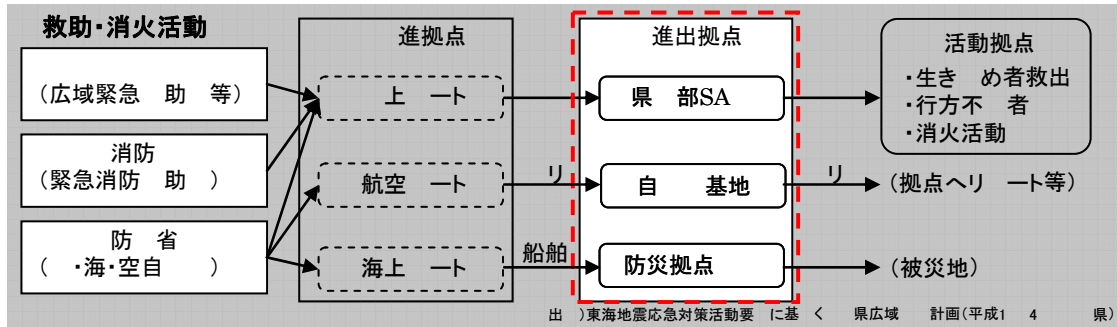 救助・消火活動
(広域緊急 助 等)
消防
(緊急消防 助 )
防 省
( ・海・空自 )
進拠点
上 ート
航空 ート
海上 ート
リ
船舶
進出拠点
県 部SA
自 基地
防災拠点
リ
活動拠点
・生き め者救出
・行方不 者
・消火活動
(拠点ヘリ ート等)
(被災地)
出 )東海地震応急対策活動要 に基 く 県広域 計画(平成1 4 県)